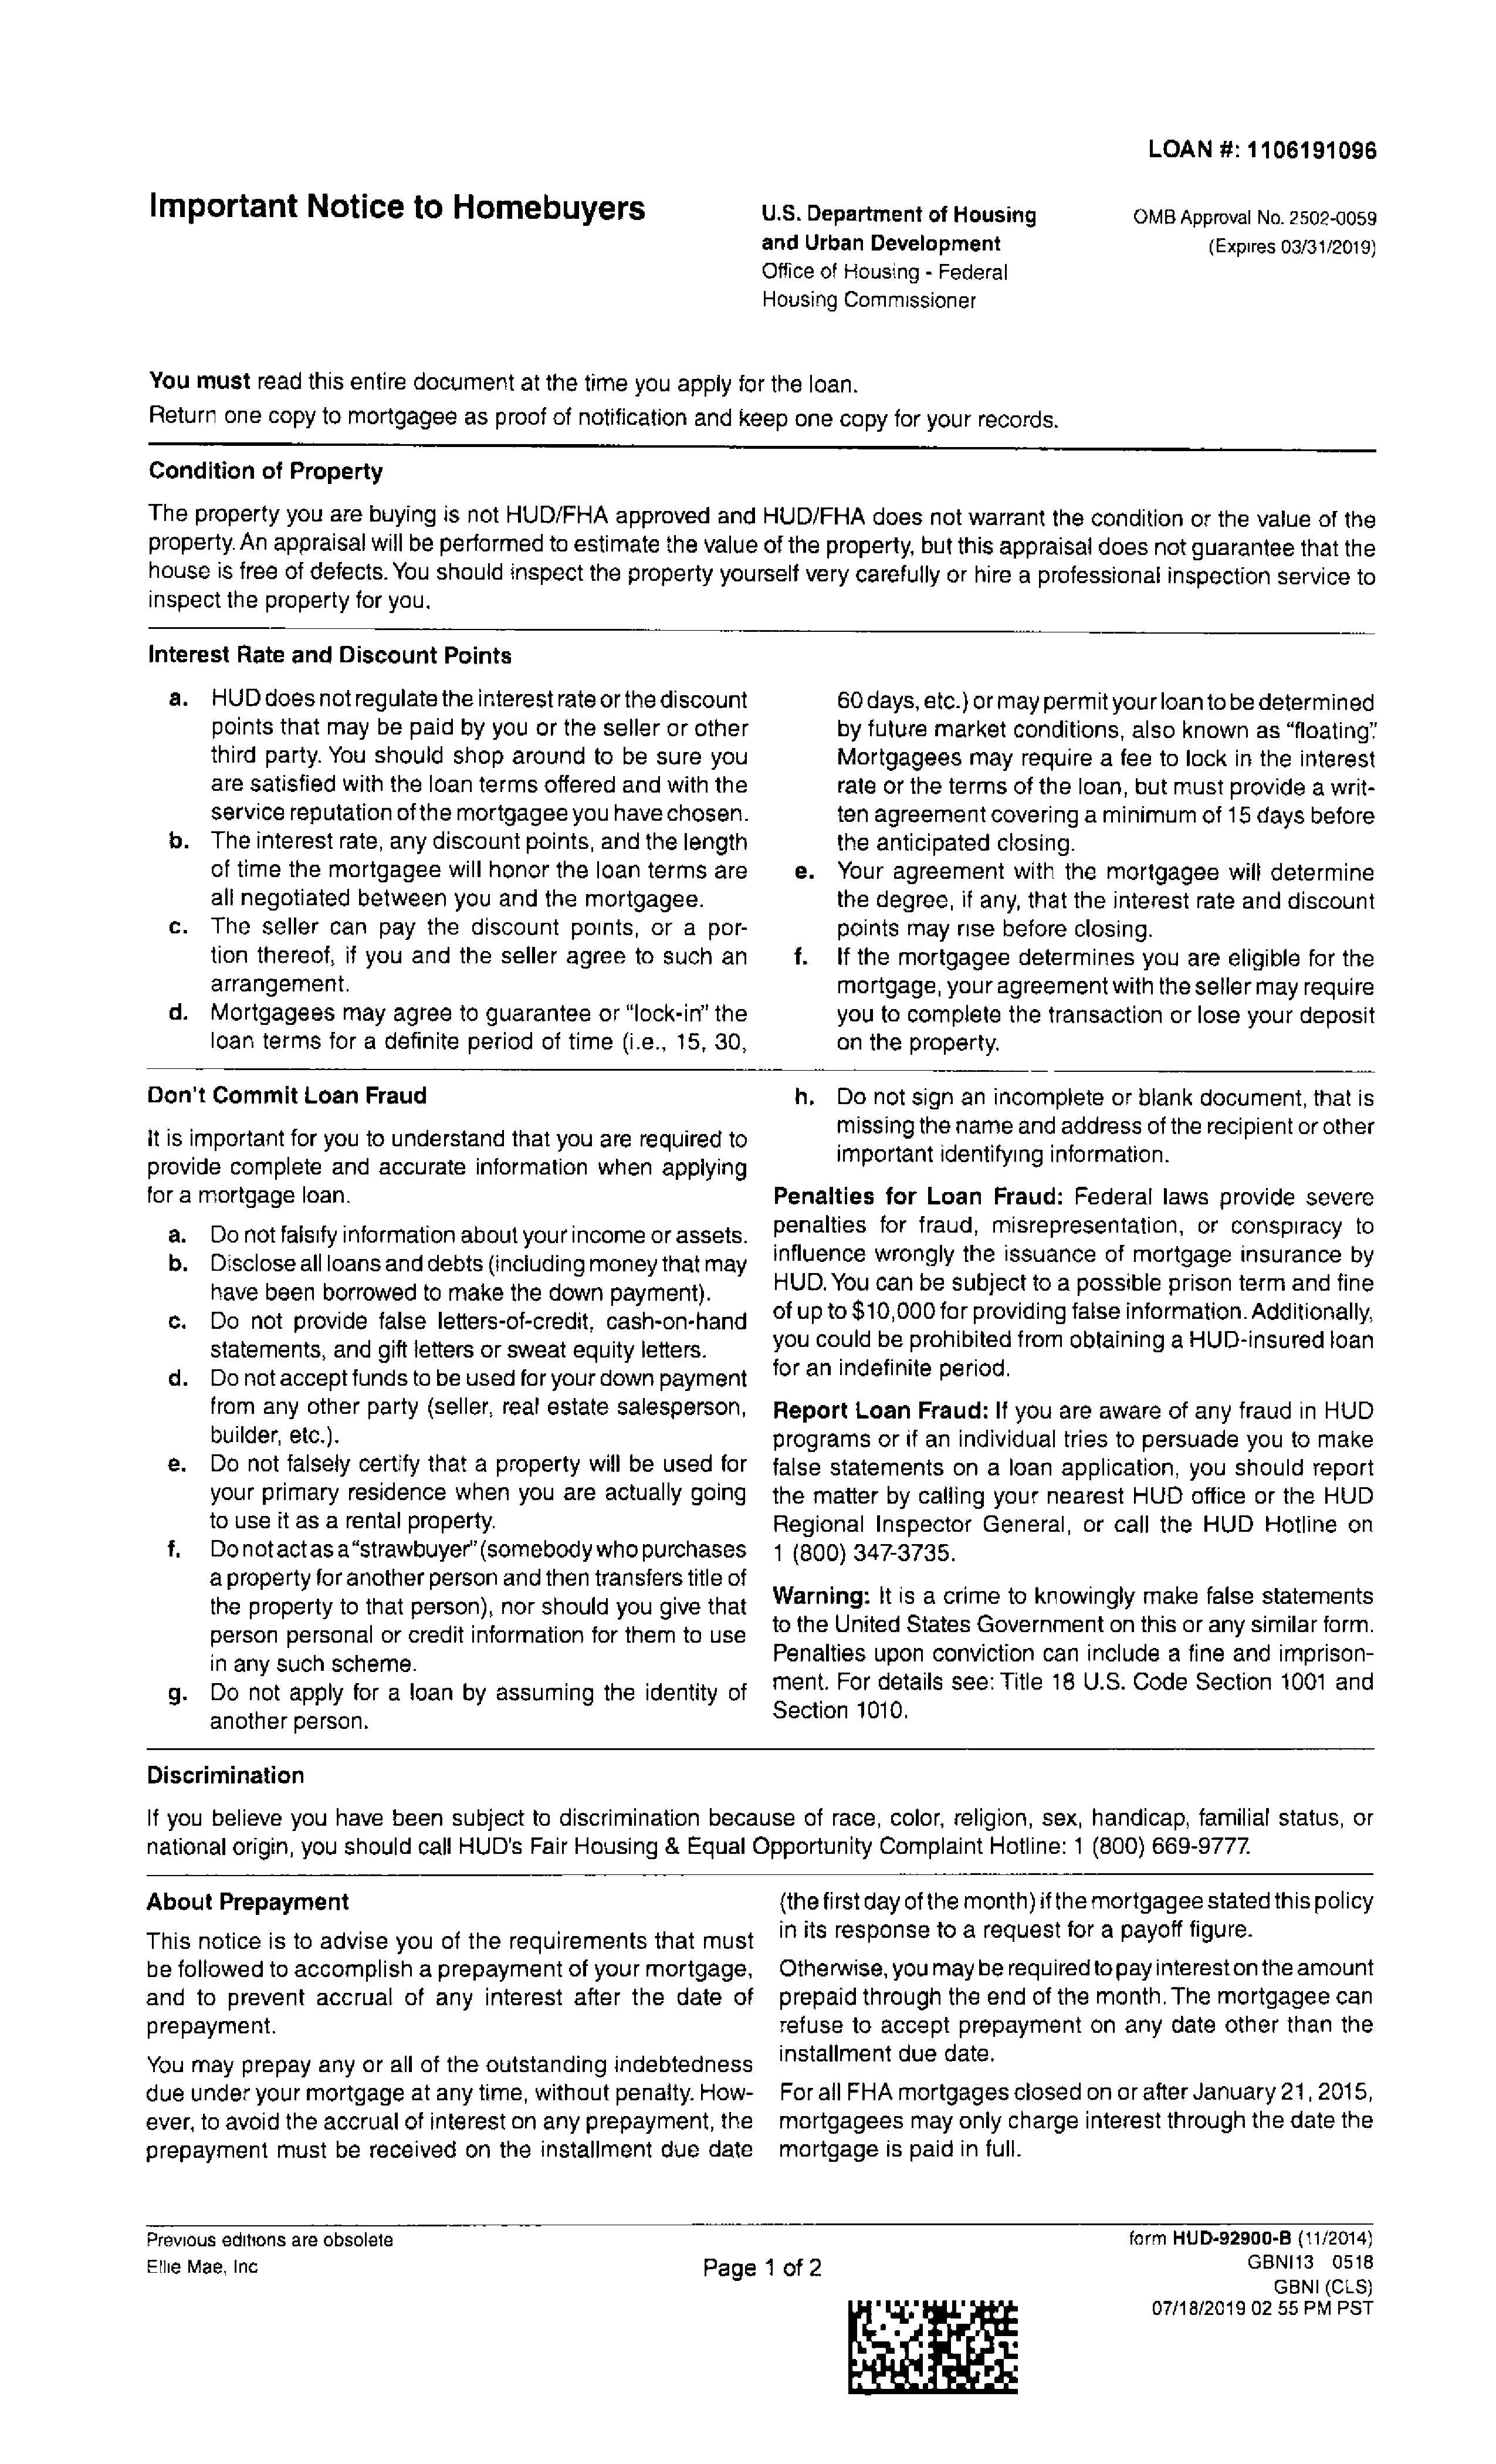 LOAN #: 1106191096
Important Notice to Homebuyers
U.S. Department of Housing
and Urban Development
Office of Housing - Federal
Housing Commissioner
OMB Approval No. 2502-0059
(Expires 03/31/2019)
You must read this entire document at the time you apply for the loan.
Return one copy to mortgagee as proof of notification and keep one copy for your records.
Condition of Property
The property you are buying is not HUD/FHA approved and HUD/FHA does not warrant the condition or the value of the
property. An appraisal will be performed to estimate the value of the property, but this appraisal does not guarantee that the
house is free of defects. You should inspect the property yourself very carefully or hire a professional inspection service to
inspect the property for you.
Interest Rate and Discount Points
a. HUD does not regulate the interest rate or the discount
points that may be paid by you or the seller or other
third party. You should shop around to be sure you
are satisfied with the loan terms offered and with the
service reputation of the mortgagee you have chosen.
b. The interest rate, any discount points, and the length
of time the mortgagee will honor the loan terms are
all negotiated between you and the mortgagee.
c. The seller can pay the discount points, or a por-
tion thereof, if you and the seller agree to such an
arrangement.
d. Mortgagees may agree to guarantee or "lock-in" the
loan terms for a definite period of time (i.e., 15, 30,
60 days, etc.) or may permit your loan to be determined
by future market conditions, also known as "floating".
Mortgagees may require a fee to lock in the interest
rate or the terms of the loan, but must provide a writ-
ten agreement covering a minimum of 15 days before
the anticipated closing.
e. Your agreement with the mortgagee will determine
the degree, if any, that the interest rate and discount
points may rise before closing.
f. If the mortgagee determines you are eligible for the
mortgage, your agreement with the seller may require
you to complete the transaction or lose your deposit
on the property.
Don't Commit Loan Fraud
It is important for you to understand that you are required to
provide complete and accurate information when applying
for a mortgage loan.
a. Do not falsify information about your income or assets.
b. Disclose all loans and debts (including money that may
have been borrowed to make the down payment).
c. Do not provide false letters-of-credit, cash-on-hand
statements, and gift letters or sweat equity letters.
d. Do not accept funds to be used for your down payment
from any other party (seller, real estate salesperson,
builder, etc.).
e. Do not falsely certify that a property will be used for
your primary residence when you are actually going
to use it as a rental property.
f. Do not act as a "strawbuyer" (somebody who purchases
a property for another person and then transfers title of
the property to that person), nor should you give that
person personal or credit information for them to use
in any such scheme.
g. Do not apply for a loan by assuming the identity of
another person.
h. Do not sign an incomplete or blank document, that is
missing the name and address of the recipient or other
important identifying information.
Penalties for Loan Fraud: Federal laws provide severe
penalties for fraud, misrepresentation, or conspiracy to
influence wrongly the issuance of mortgage insurance by
HUD. You can be subject to a possible prison term and fine
of up to $10,000 for providing false information. Additionally,
you could be prohibited from obtaining a HUD-insured loan
for an indefinite period.
Report Loan Fraud: If you are aware of any fraud in HUD
programs or if an individual tries to persuade you to make
false statements on a loan application, you should report
the matter by calling your nearest HUD office or the HUD
Regional Inspector General, or call the HUD Hotline on
1 (800) 347-3735.
Warning: It is a crime to knowingly make false statements
to the United States Government on this or any similar form.
Penalties upon conviction can include a fine and imprison-
ment. For details see: Title 18 U.S. Code Section 1001 and
Section 1010.
Discrimination
If you believe you have been subject to discrimination because of race, color, religion, sex, handicap, familial status, or
national origin, you should call HUD's Fair Housing & Equal Opportunity Complaint Hotline: 1 (800) 669-9777.
About Prepayment
This notice is to advise you of the requirements that must
be followed to accomplish a prepayment of your mortgage,
and to prevent accrual of any interest after the date of
prepayment.
You may prepay any or all of the outstanding indebtedness
due under your mortgage at any time, without penalty. How-
ever, to avoid the accrual of interest on any prepayment, the
prepayment must be received on the installment due date
(the first day of the month) if the mortgagee stated this policy
in its response to a request for a payoff figure.
Otherwise, you may be required to pay interest on the amount
prepaid through the end of the month. The mortgagee can
refuse to accept prepayment on any date other than the
installment due date.
For all FHA mortgages closed on or after January 21, 2015,
mortgagees may only charge interest through the date the
mortgage is paid in full.
Previous editions are obsolete
Ellie Mae, Inc
Page 1 of 2
form HUD-92900-B (11/2014)
GBNI13 0518
GBNI (CLS)
07/18/2019 02 55 PM PST